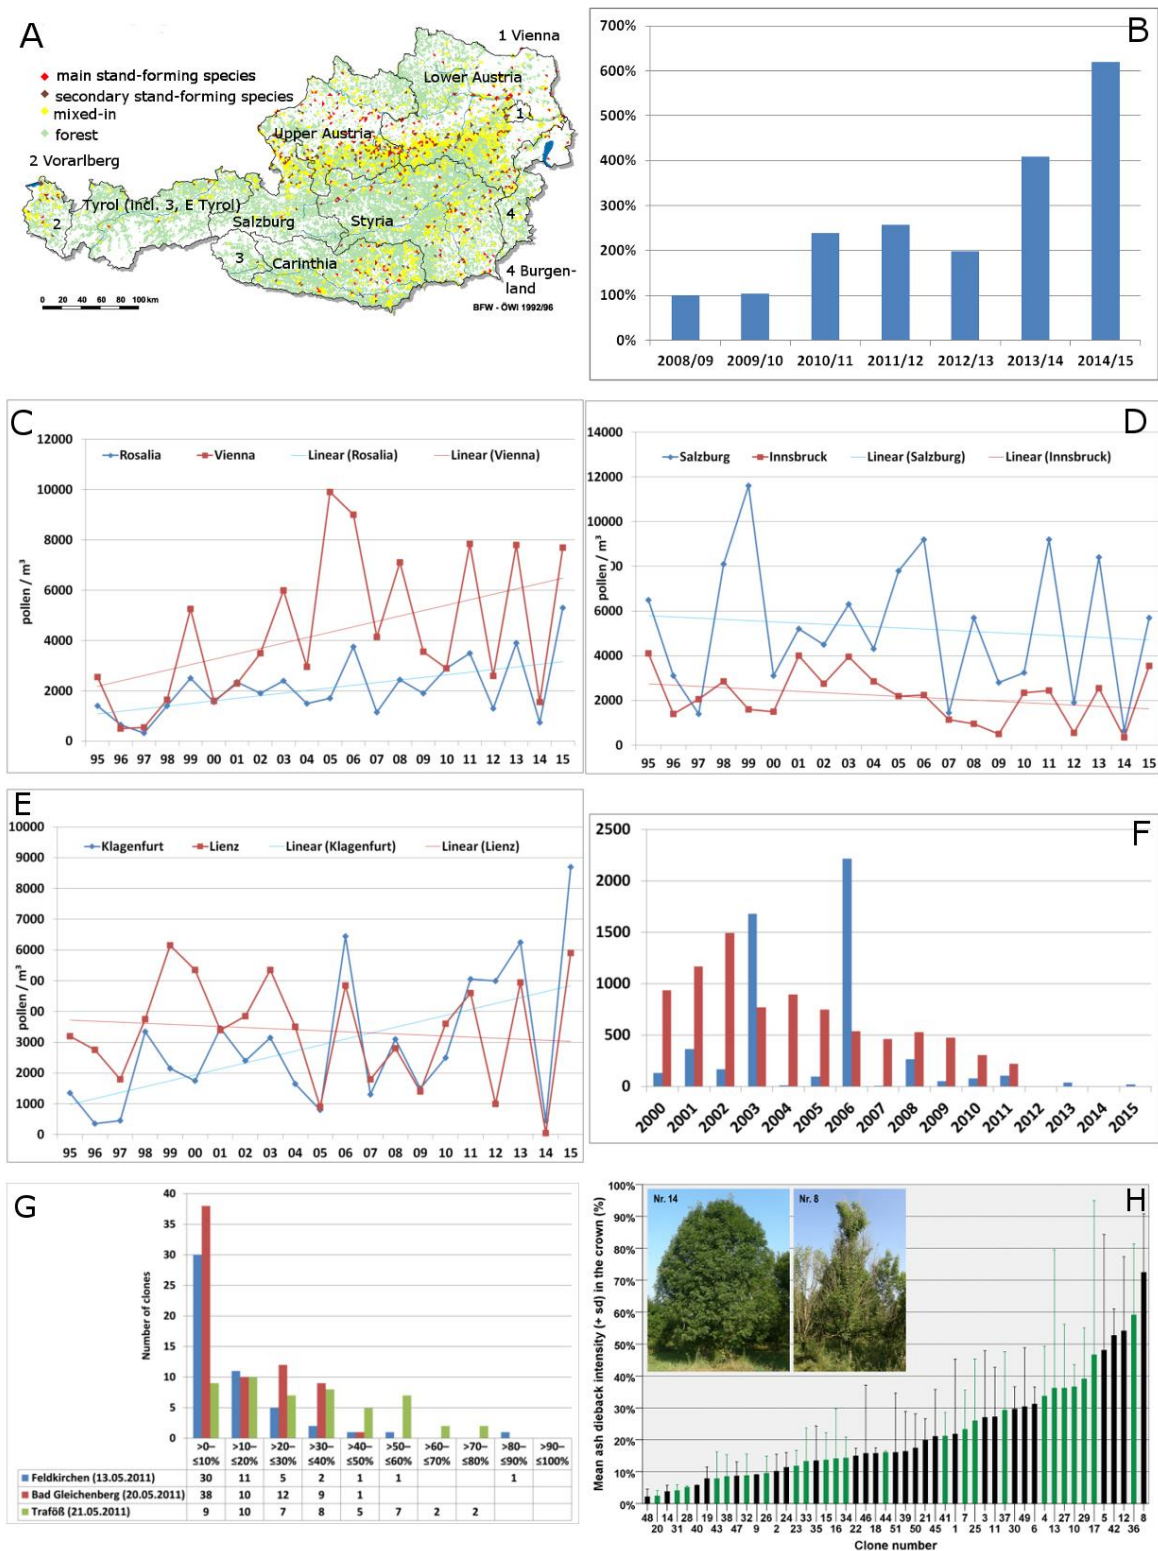 A
1 Vienna
main stand-forming species
secondary stand-forming species
mixed-in
forest
Lower Austria
1
Upper Austria
2 Vorarlberg
Tyrol (incl. 3, E Tyrol)
2
Salzburg
Styria
4
3
Carinthia
4 Burgen-
land
0 20 40 60 80 100 km
BFW - ÖWI 1992/96
B
700%
600%
500%
400%
300%
200%
100%
0%
2008/09 2009/10 2010/11 2011/12 2012/13 2013/14 2014/15
C
Rosalia Vienna Linear (Rosalia) Linear (Vienna)
pollen / m³
12000
10000
8000
6000
4000
2000
0
95 96 97 98 99 00 01 02 03 04 05 06 07 08 09 10 11 12 13 14 15
D
Salzburg Innsbruck Linear (Salzburg) Linear (Innsbruck)
pollen / m³
14000
12000
10000
00
6000
4000
2000
0
95 96 97 98 99 00 01 02 03 04 05 06 07 08 09 10 11 12 13 14 15
E
Klagenfurt Lienz Linear (Klagenfurt) Linear (Lienz)
pollen / m³
10000
9000
8000
7000
6000
00
00
3000
2000
1000
0
95 96 97 98 99 00 01 02 03 04 05 06 07 08 09 10 11 12 13 14 15
F
2500
2000
1500
1000
500
0
2000 2001 2002 2003 2004 2005 2006 2007 2008 2009 2010 2011 2012 2013 2014 2015
G
Number of clones
40
35
30
25
20
15
10
5
0
>0– >10– >20– >30– >40– >50– >60– >70– >80– >90–
≤10% ≤20% ≤30% ≤40% ≤50% ≤60% ≤70% ≤80% ≤90% ≤100%
Feldkirchen (13.05.2011) 30 11 5 2 1 1 1
Bad Gleichenberg (20.05.2011) 38 10 12 9 1
Traföß (21.05.2011) 9 10 7 8 5 7 2 2
H
Nr. 14
Nr. 8
Mean ash dieback intensity (+ sd) in the crown (%)
100%
90%
80%
70%
60%
50%
40%
30%
20%
10%
0%
48 14 28 19 38 32 26 24 33 15 34 46 44 39 21 41 7 3 37 30 6 4 27 29 5 12 8
20 31 40 43 47 9 2 23 35 16 22 18 51 50 45 1 25 11 49 6 13 10 17 42 36
Clone number